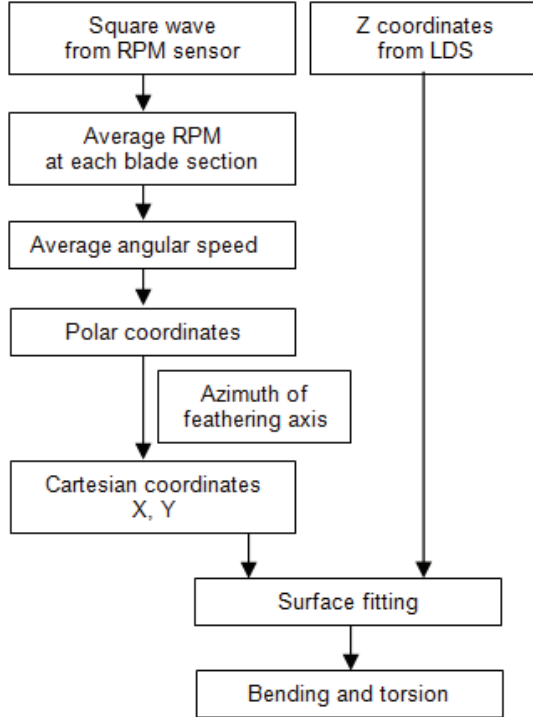 Square wave
from RPM sensor
Z coordinates
from LDS
Average RPM
at each blade section
Average angular speed
Polar coordinates
Azimuth of
feathering axis
Cartesian coordinates
X, Y
Surface fitting
Bending and torsion